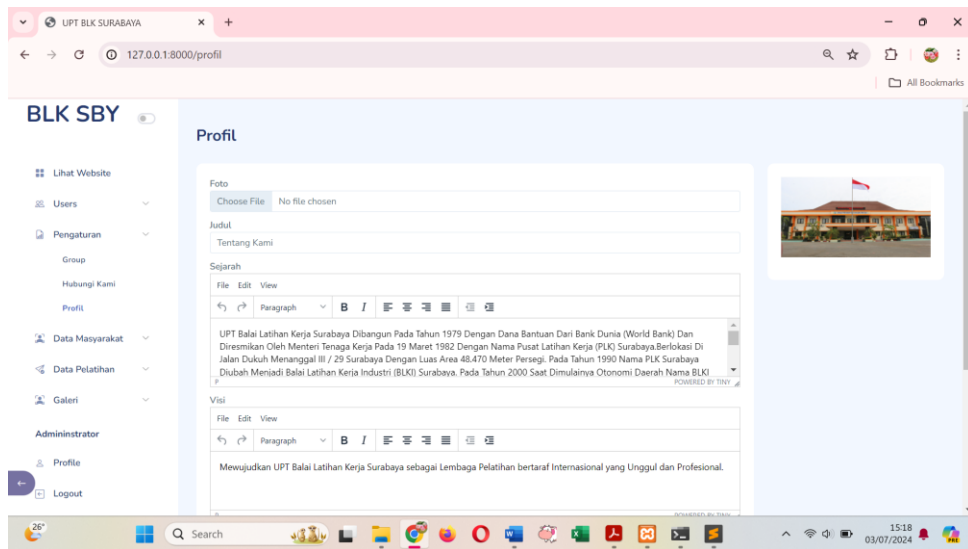 UPT BLK SURABAYA
127.0.0.1:8000/profil
All Bookmarks
BLK SBY
Profil
Lihat Website
Users
Pengaturan
Group
Hubungi Kami
Profil
Data Masyarakat
Data Pelatihan
Galeri
Admininstrator
Profile
Logout
Foto
Choose File No file chosen
Judul
Tentang Kami
Sejarah
File Edit View
Paragraph B I
UPT Balai Latihan Kerja Surabaya Dibangun Pada Tahun 1979 Dengan Dana Bantuan Dari Bank Dunia (World Bank) Dan
Diresmikan Oleh Menteri Tenaga Kerja Pada 19 Maret 1982 Dengan Nama Pusat Latihan Kerja (PLK) Surabaya.Berlokasi Di
Jalan Dukuh Menanggal III / 29 Surabaya Dengan Luas Area 48.470 Meter Persegi. Pada Tahun 1990 Nama PLK Surabaya
Diubah Menjadi Balai Latihan Kerja Industri (BLKI) Surabaya. Pada Tahun 2000 Saat Dimulainya Otonomi Daerah Nama BLKI
P POWERED BY TINY
Visi
File Edit View
Paragraph B I
Mewujudkan UPT Balai Latihan Kerja Surabaya sebagai Lembaga Pelatihan bertaraf Internasional yang Unggul dan Profesional.
P POWERED BY TINY
26°
Search
15:18
03/07/2024
PRE